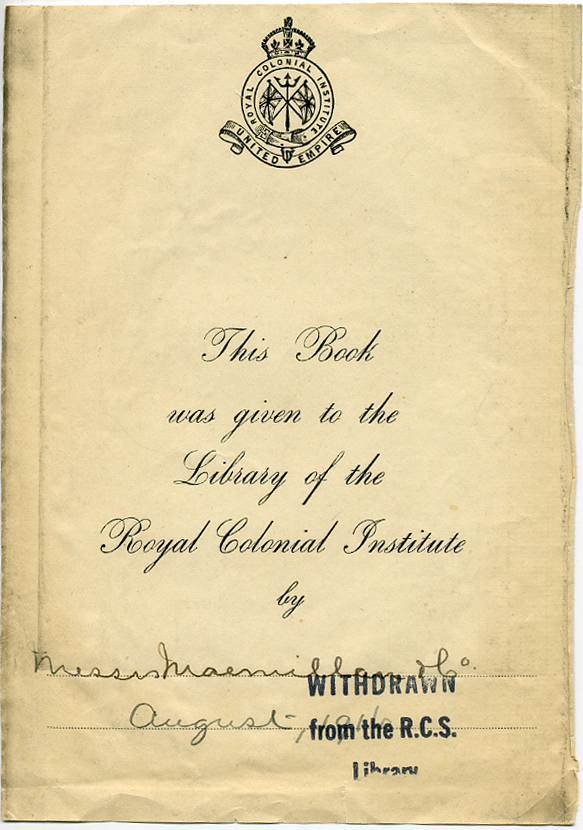 ROYAL COLONIAL INSTITUTE
UNITED EMPIRE
This Book
was given to the
Library of the
Royal Colonial Institute
by
Messrs Macmillan & Co.
August,
WITHDRAWN
from the R.C.S.
Library